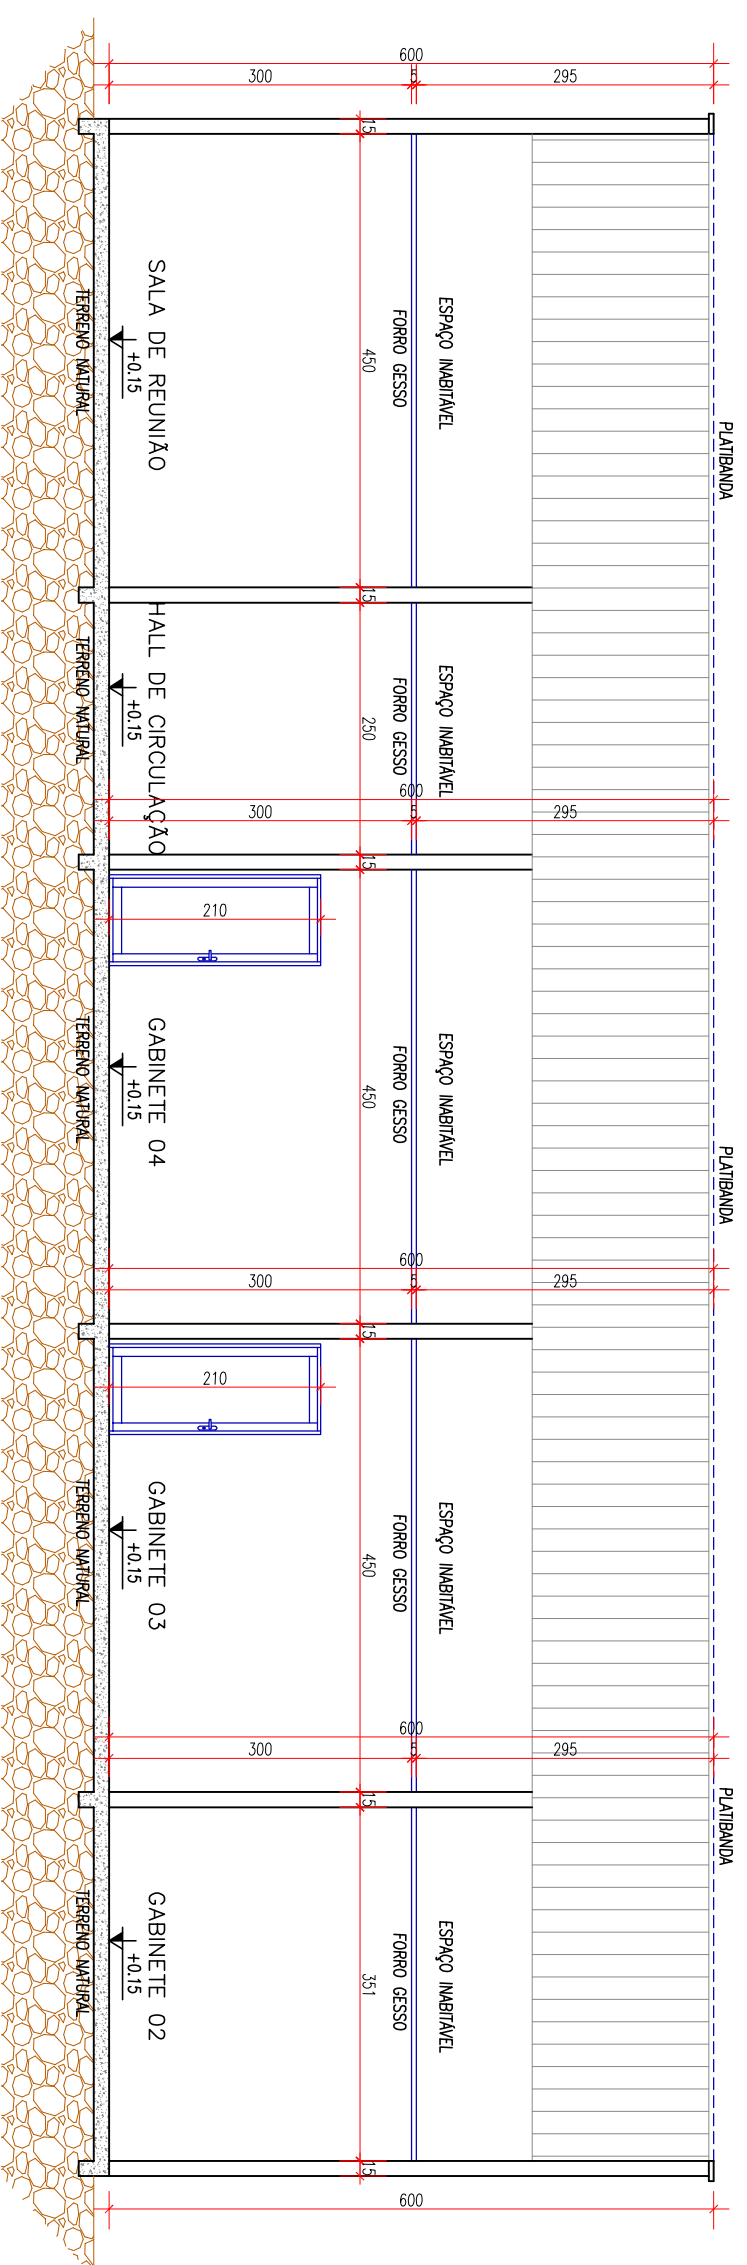 PLATIBANDA
PLATIBANDA
PLATIBANDA
600
295
5
300
600
295
5
300
600
295
5
300
600
295
5
300
600
ESPAÇO INABITÁVEL
ESPAÇO INABITÁVEL
ESPAÇO INABITÁVEL
ESPAÇO INABITÁVEL
ESPAÇO INABITÁVEL
FORRO GESSO
FORRO GESSO
FORRO GESSO
FORRO GESSO
FORRO GESSO
15
450
15
250
15
450
15
450
15
351
15
210
210
SALA DE REUNIÃO
HALL DE CIRCULAÇÃO
GABINETE 04
GABINETE 03
GABINETE 02
+0.15
+0.15
+0.15
+0.15
+0.15
TERRENO NATURAL
TERRENO NATURAL
TERRENO NATURAL
TERRENO NATURAL
TERRENO NATURAL